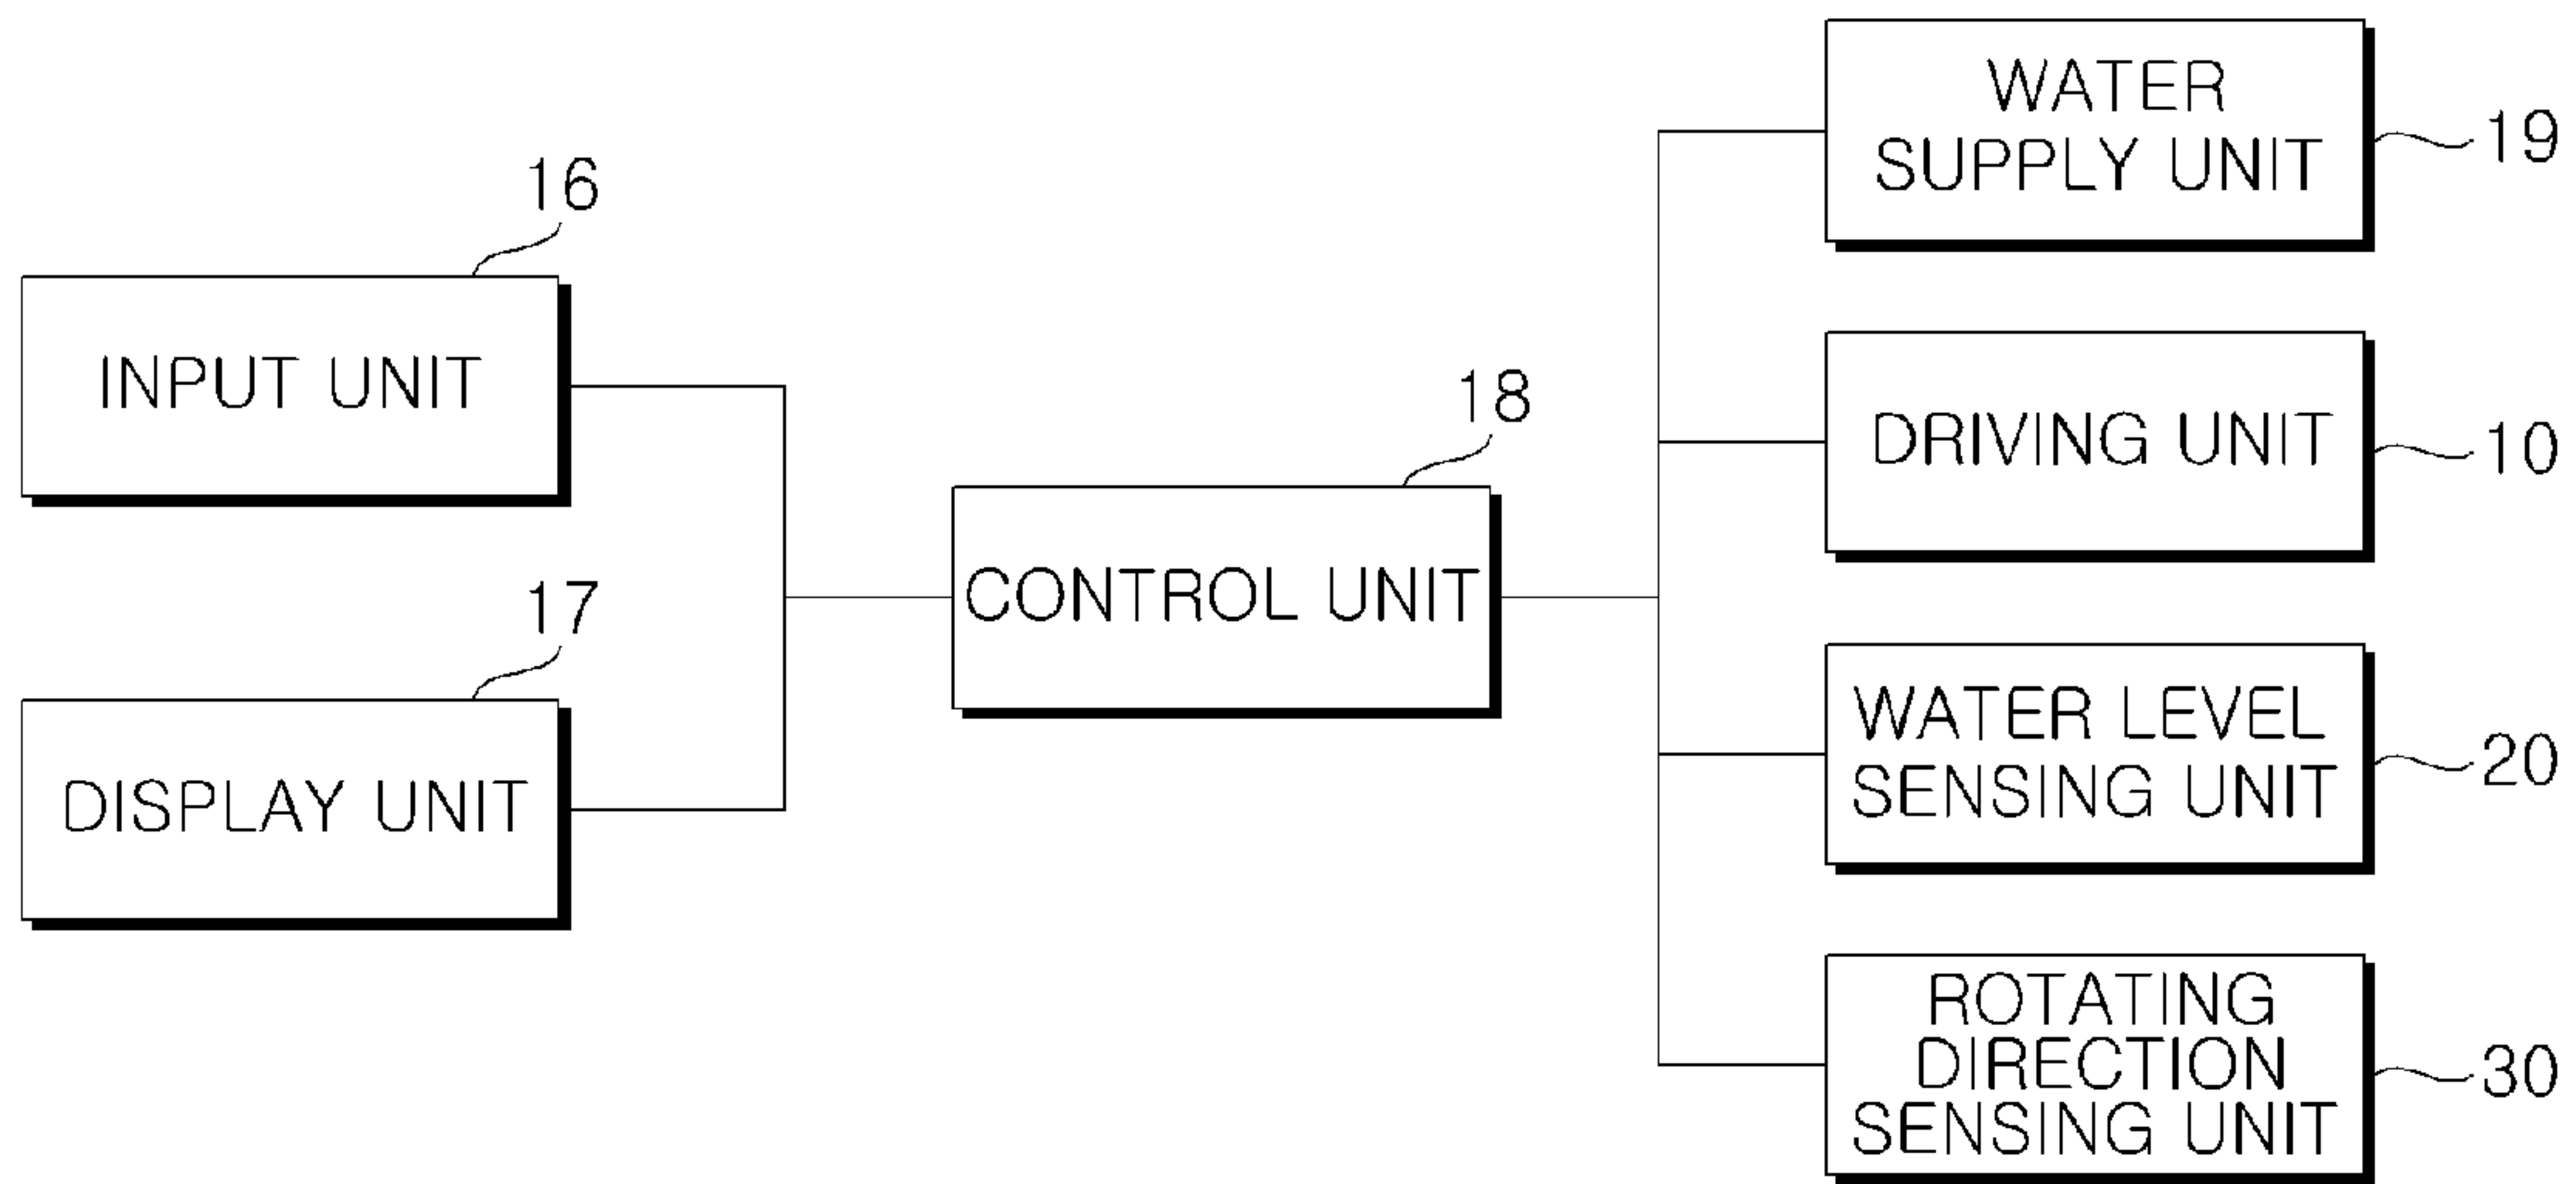 16
INPUT UNIT
17
DISPLAY UNIT
18
CONTROL UNIT
WATER
SUPPLY UNIT
19
DRIVING UNIT
10
WATER LEVEL
SENSING UNIT
20
ROTATING
DIRECTION
SENSING UNIT
30